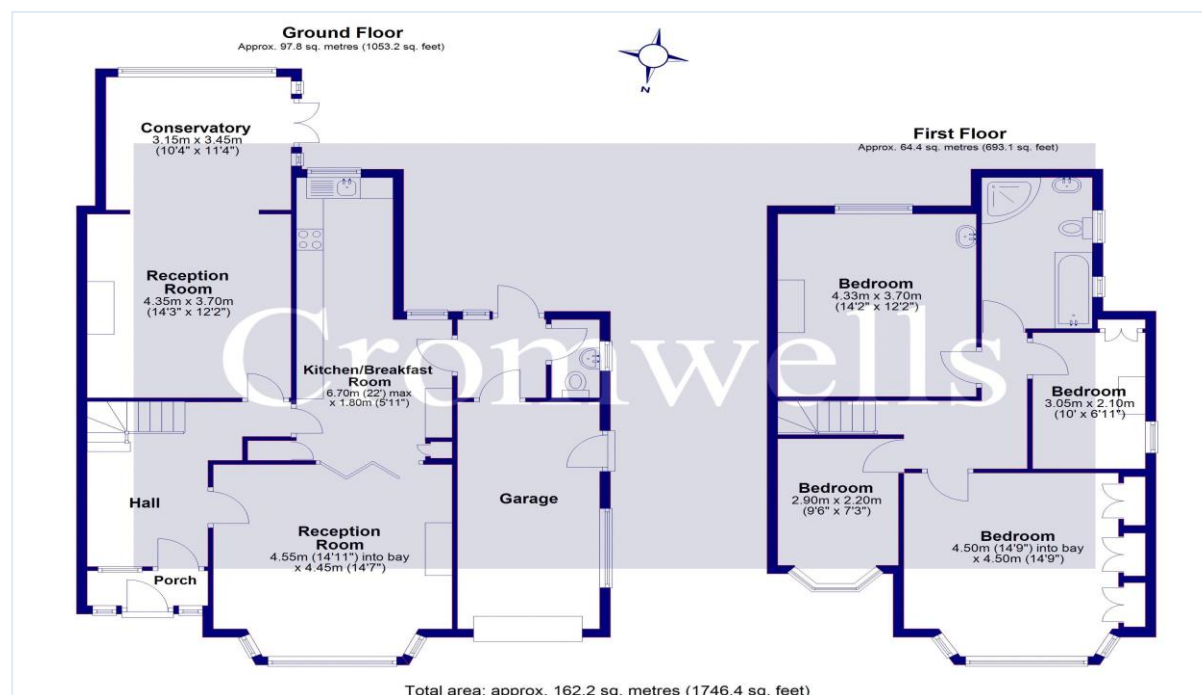 Ground Floor
Approx. 97.8 sq. metres (1053.2 sq. feet)
N
Conservatory
3.15m x 3.45m
(10'4" x 11'4")
Reception
Room
4.35m x 3.70m
(14'3" x 12'2")
Kitchen/Breakfast
Room
6.70m (22') max
x 1.80m (5'11")
Hall
Reception
Room
4.55m (14'11") into bay
x 4.45m (14'7")
Garage
Porch
First Floor
Approx. 64.4 sq. metres (693.1 sq. feet)
Bedroom
4.33m x 3.70m
(14'2" x 12'2")
Bedroom
3.05m x 2.10m
(10' x 6'11")
Bedroom
2.90m x 2.20m
(9'6" x 7'3")
Bedroom
4.50m (14'9") into bay
x 4.50m (14'9")
Cromwells
Total area: approx. 162.2 sq. metres (1746.4 sq. feet)